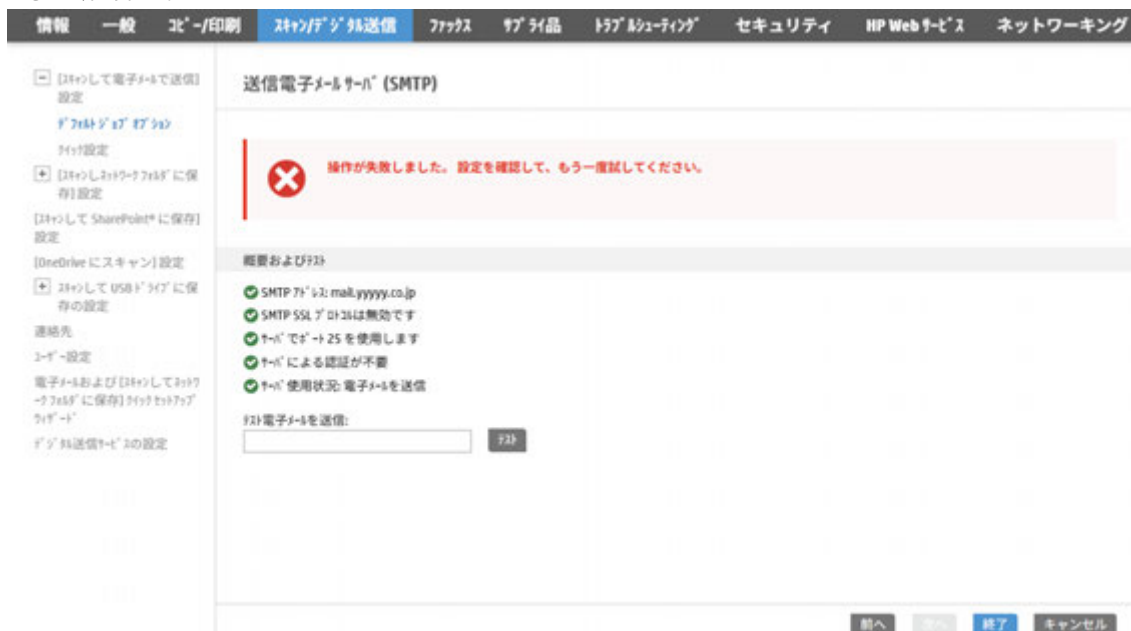 情報 一般 ｺﾋﾟｰ/印刷 ｽｷｬﾝ/ﾃﾞｼﾞﾀﾙ送信 ﾌｧｯｸｽ ｻﾌﾟﾗｲ品 ﾄﾗﾌﾞﾙｼｭｰﾃｨﾝｸﾞ セキュリティ HP Web ｻｰﾋﾞｽ ネットワーキング
[ｽｷｬﾝして電子ﾒｰﾙで送信]
設定
ﾃﾞﾌｫﾙﾄ ｼﾞｮﾌﾞ ｵﾌﾟｼｮﾝ
ｸｲｯｸ設定
[ｽｷｬﾝしﾈｯﾄﾜｰｸ ﾌｫﾙﾀﾞに保
存] 設定
[ｽｷｬﾝして SharePoint® に保存]
設定
[OneDrive にスキャン] 設定
ｽｷｬﾝして USB ﾄﾞﾗｲﾌﾞに保
存の設定
連絡先
ﾕｰｻﾞｰ設定
電子ﾒｰﾙおよび [ｽｷｬﾝしてﾈｯﾄﾜ
ｰｸ ﾌｫﾙﾀﾞに保存] ｸｲｯｸ ｾｯﾄｱｯﾌﾟ
ｳｨｻﾞｰﾄﾞ
ﾃﾞｼﾞﾀﾙ送信ｻｰﾋﾞｽの設定
送信電子ﾒｰﾙ ｻｰﾊﾞ (SMTP)
操作が失敗しました。 設定を確認して、もう一度試してください。
概要およびﾃｽﾄ
SMTP ｱﾄﾞﾚｽ: mail.yyyyy.co.jp
SMTP SSL ﾌﾟﾛﾄｺﾙは無効です
ｻｰﾊﾞでﾎﾟｰﾄ 25 を使用します
ｻｰﾊﾞによる認証が不要
ｻｰﾊﾞ使用状況: 電子ﾒｰﾙを送信
ﾃｽﾄ電子ﾒｰﾙを送信:
ﾃｽﾄ
前へ 次へ 終了 キャンセル